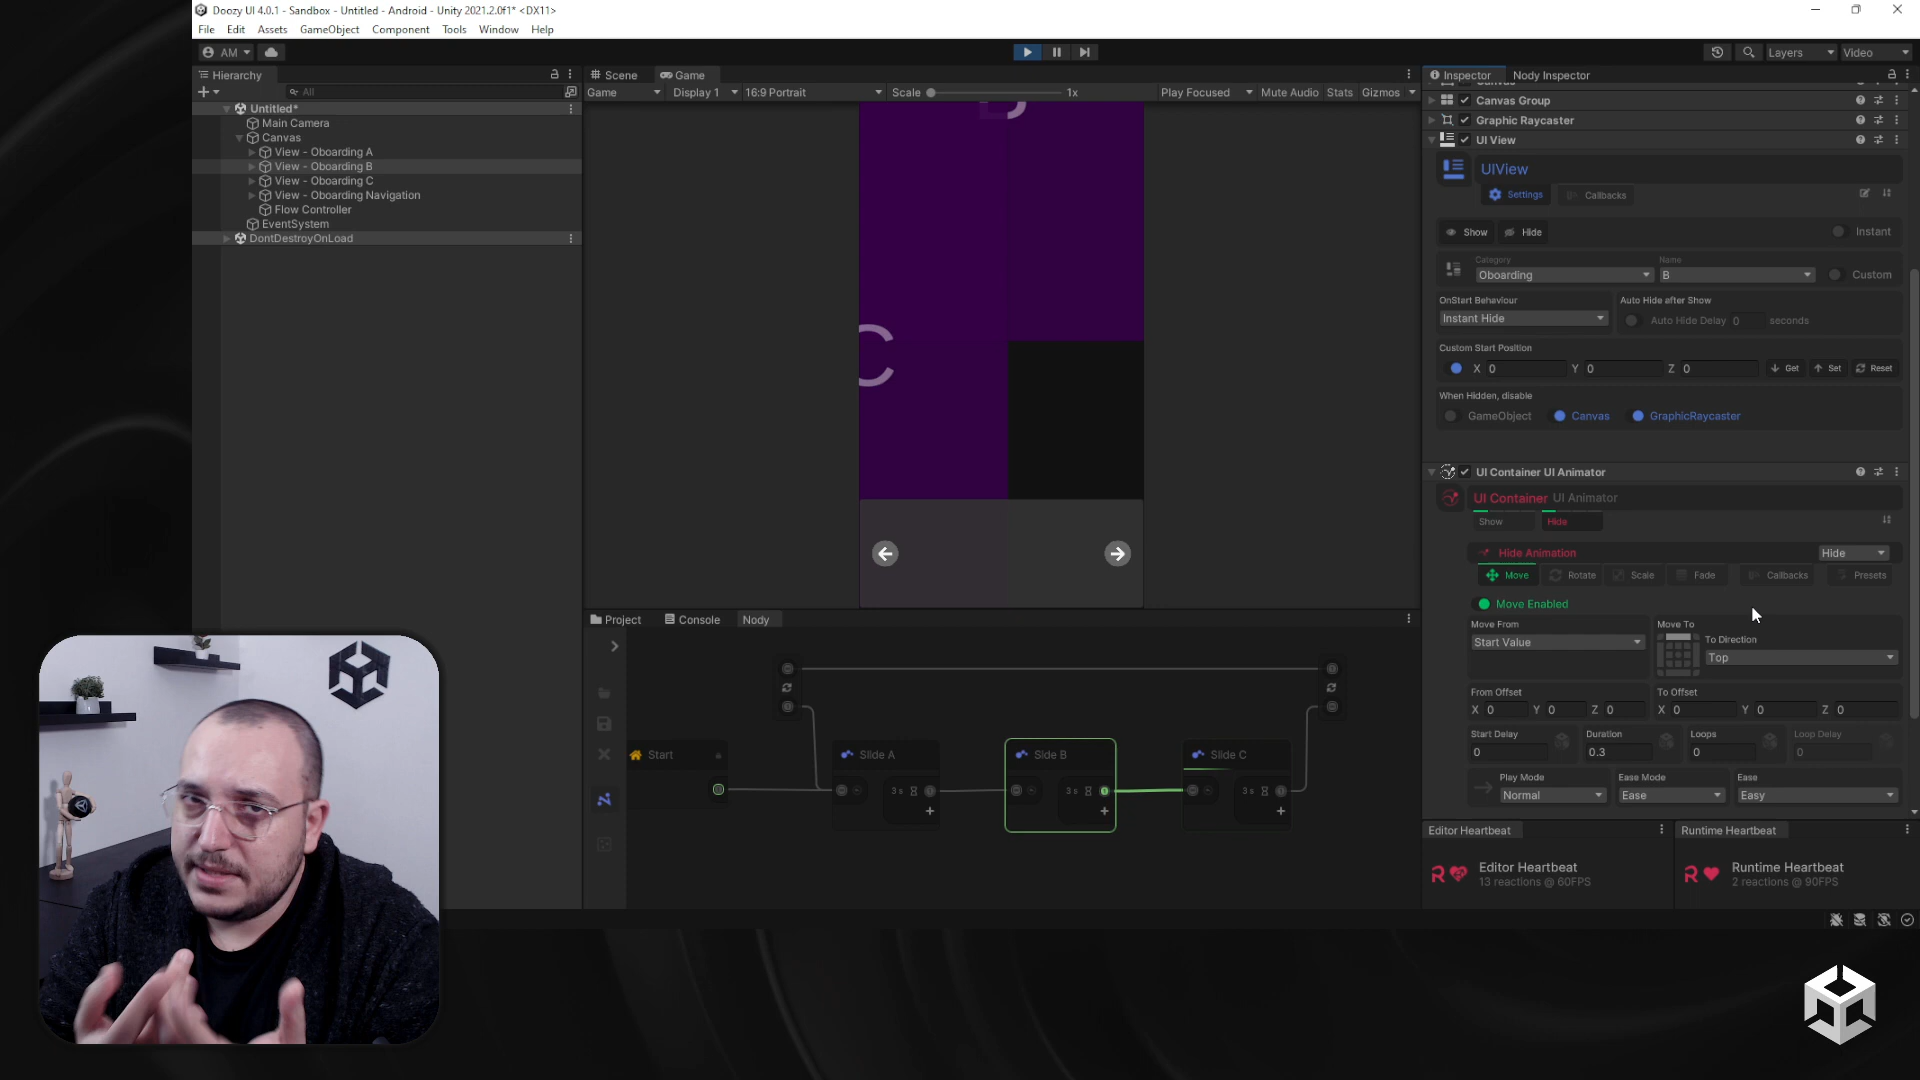 Doozy UI 4.0.1 - Sandbox - Untitled - Android - Unity 2021.2.0f1* <DX11>
File Edit Assets GameObject Component Tools Window Help
AM Layers Video
Hierarchy Scene Game Inspector Nody Inspector
All Game Display 1 16:9 Portrait Scale 1x Play Focused Mute Audio Stats Gizmos
Untitled*
Main Camera
Canvas
View - Oboarding A
View - Oboarding B
View - Oboarding C
View - Oboarding Navigation
Flow Controller
EventSystem
DontDestroyOnLoad
C
Canvas Group
Graphic Raycaster
UI View
UIView
Settings Callbacks
Show Hide Instant
Category Name
Oboarding B Custom
OnStart Behaviour Auto Hide after Show
Instant Hide Auto Hide Delay 0 seconds
Custom Start Position
X 0 Y 0 Z 0 Get Set Reset
When Hidden, disable
GameObject Canvas GraphicRaycaster
UI Container UI Animator
UI Container UI Animator
Show Hide
Hide Animation Hide
Move Rotate Scale Fade Callbacks Presets
Move Enabled
Move From Move To
Start Value To Direction
Top
From Offset To Offset
X 0 Y 0 Z 0 X 0 Y 0 Z 0
Start Delay Duration Loops Loop Delay
0 0.3 0 0
Play Mode Ease Mode Ease
Normal Ease Easy
Project Console Nody
Start Slide A Slide B Slide C
3 s 3 s 3 s
Editor Heartbeat Runtime Heartbeat
R Editor Heartbeat R Runtime Heartbeat
13 reactions @ 60FPS 2 reactions @ 90FPS